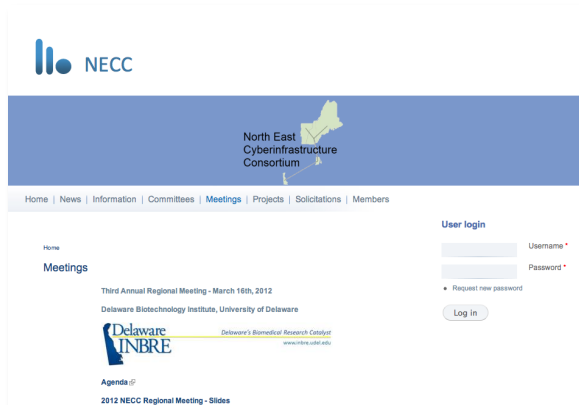 NECC
North East
Cyberinfrastructure
Consortium
Home | News | Information | Committees | Meetings | Projects | Solicitations | Members
User login
Username *
Password *
Request new password
Log in
Home
Meetings
Third Annual Regional Meeting - March 16th, 2012
Delaware Biotechnology Institute, University of Delaware
Delaware
INBRE
Delaware's Biomedical Research Catalyst
www.inbre.udel.edu
Agenda
2012 NECC Regional Meeting - Slides